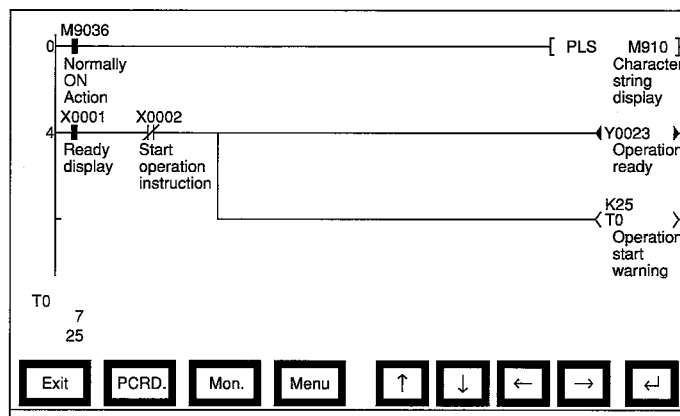 M9036
0
[ PLS M910 ]
Normally
ON
Action
Character
string
display
X0001 X0002
4
Y0023
Ready
display
Start
operation
instruction
Operation
ready
K25
T0
Operation
start
warning
T0
7
25
Exit PCRD. Mon. Menu ↑ ↓ ← → ↵